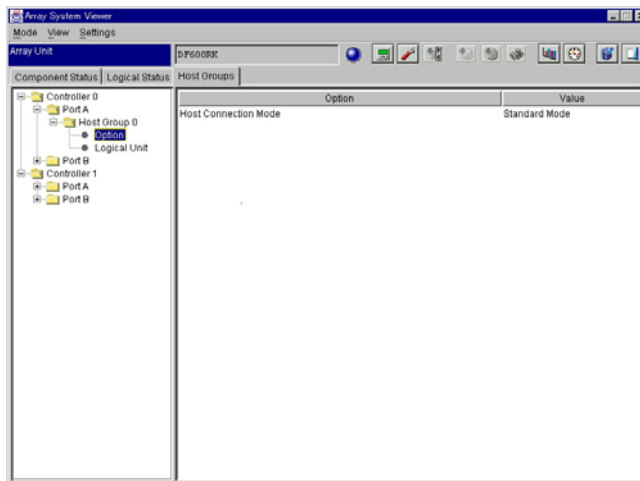 Array System Viewer
Mode View Settings
Array Unit
DF600RK
Component Status Logical Status Host Groups
Controller 0
Port A
Host Group 0
Option
Logical Unit
Port B
Controller 1
Port A
Port B
Option Value
Host Connection Mode Standard Mode